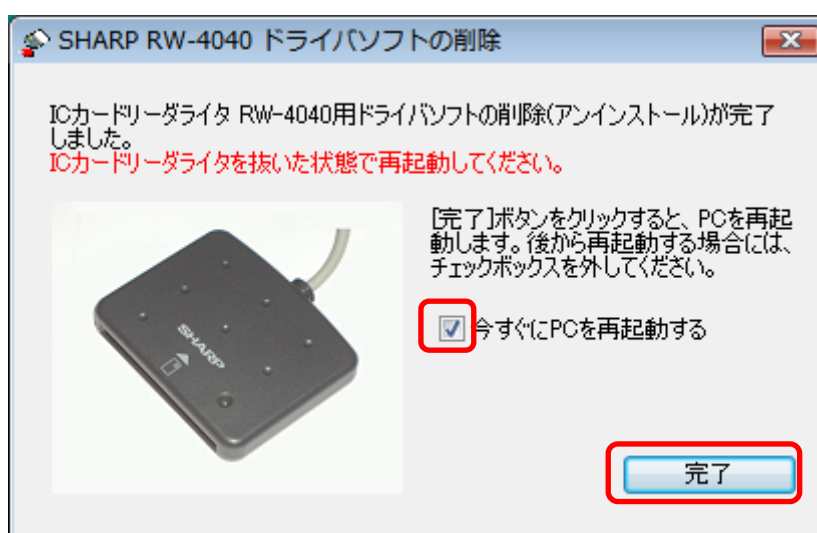 SHARP RW-4040 ドライバソフトの削除
ICカードリーダライタ RW-4040用ドライバソフトの削除(アンインストール)が完了
しました。
ICカードリーダライタを抜いた状態で再起動してください。
[完了]ボタンをクリックすると、PCを再起
動します。後から再起動する場合には、
チェックボックスを外してください。
SHARP
今すぐにPCを再起動する
完了